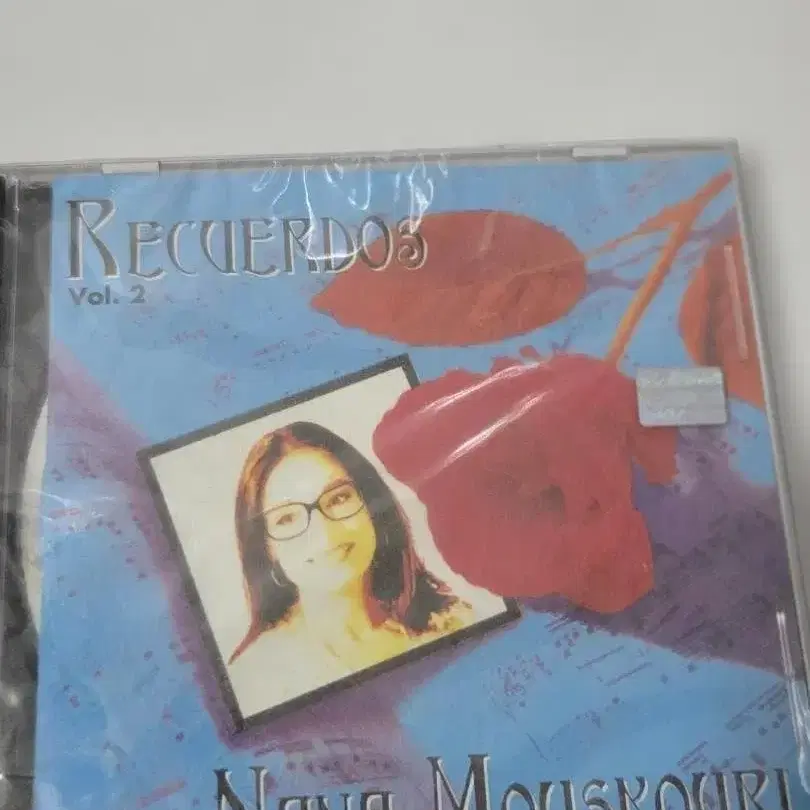 RECUERDOS
Vol. 2
NANA MOUSKOURI